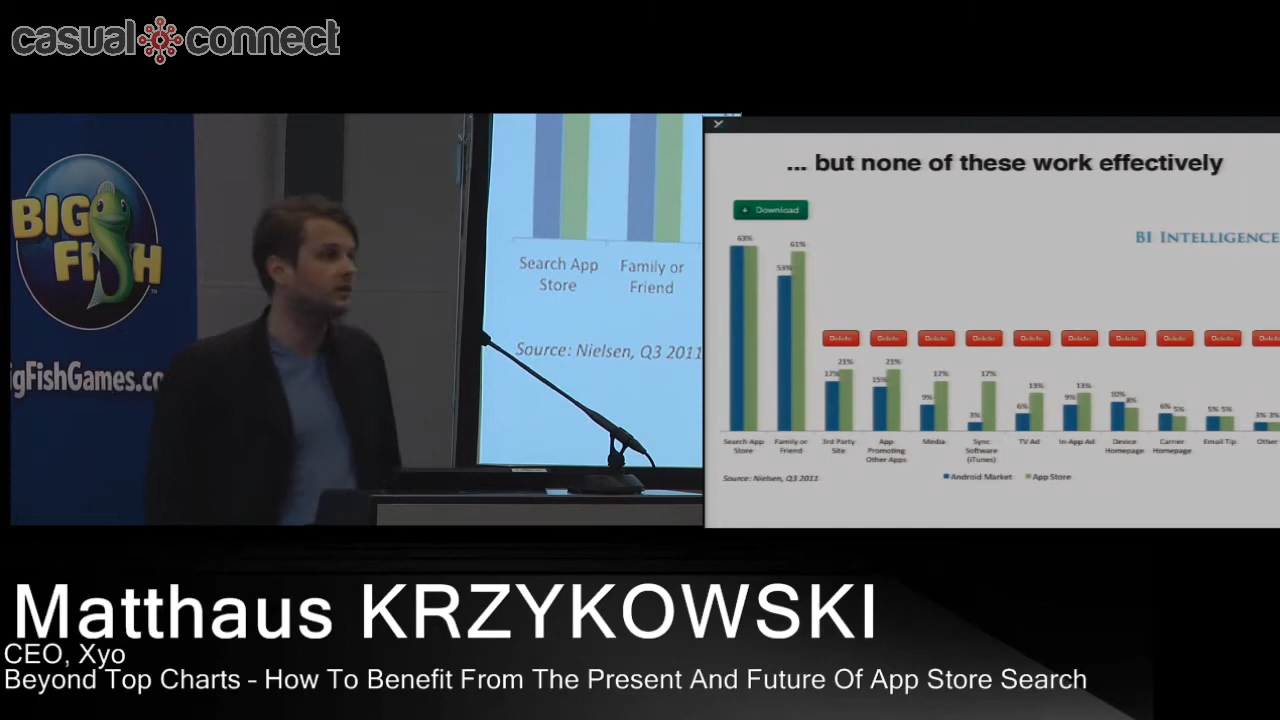 casual connect
BIG
FISH
igFishGames.co
Search App
Store
Family or
Friend
Source: Nielsen, Q3 2011
... but none of these work effectively
+ Download
BI INTELLIGENCE
63%
53%
61%
Delete Delete Delete Delete Delete Delete Delete Delete Delete Delete
17% 21%
15% 21%
9% 17%
3% 17%
6% 13%
9% 13%
10% 8%
6% 5%
5% 5%
3% 3%
Search App
Store
Family or
Friend
3rd Party
Site
App
Promoting
Other Apps
Media
Sync
Software
(iTunes)
TV Ad
In-App Ad
Device
Homepage
Carrier
Homepage
Email Tip
Other
Source: Nielsen, Q3 2011
Android Market
App Store
Matthaus KRZYKOWSKI
CEO, Xyo
Beyond Top Charts - How To Benefit From The Present And Future Of App Store Search